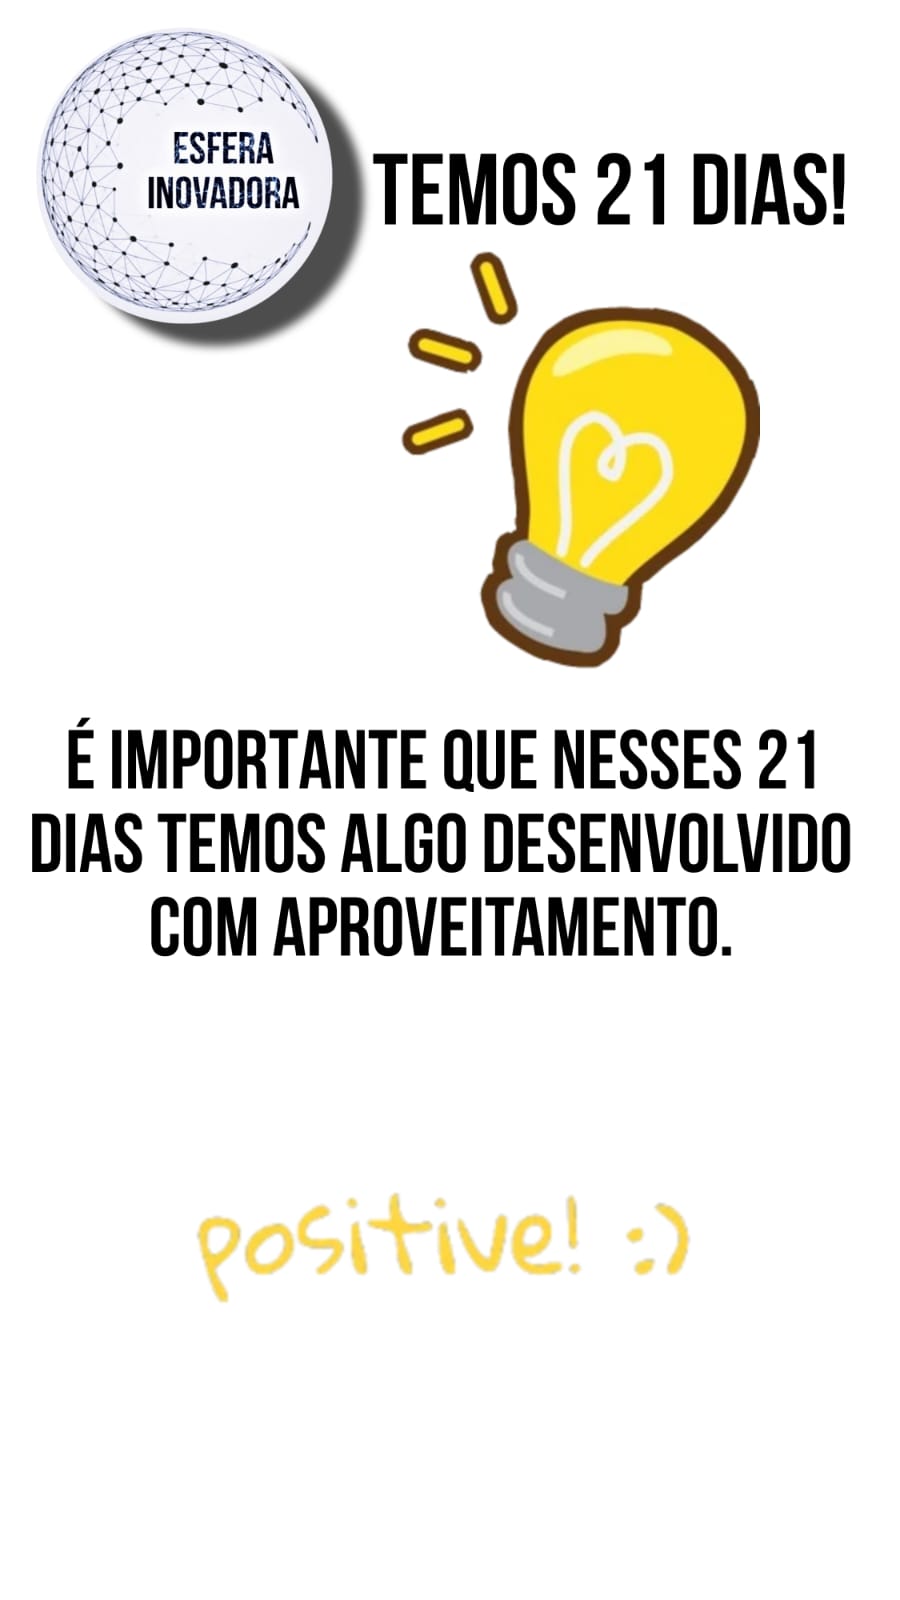 ESFERA
INOVADORA
TEMOS 21 DIAS!
É IMPORTANTE QUE NESSES 21
DIAS TEMOS ALGO DESENVOLVIDO
COM APROVEITAMENTO.
positive! :)